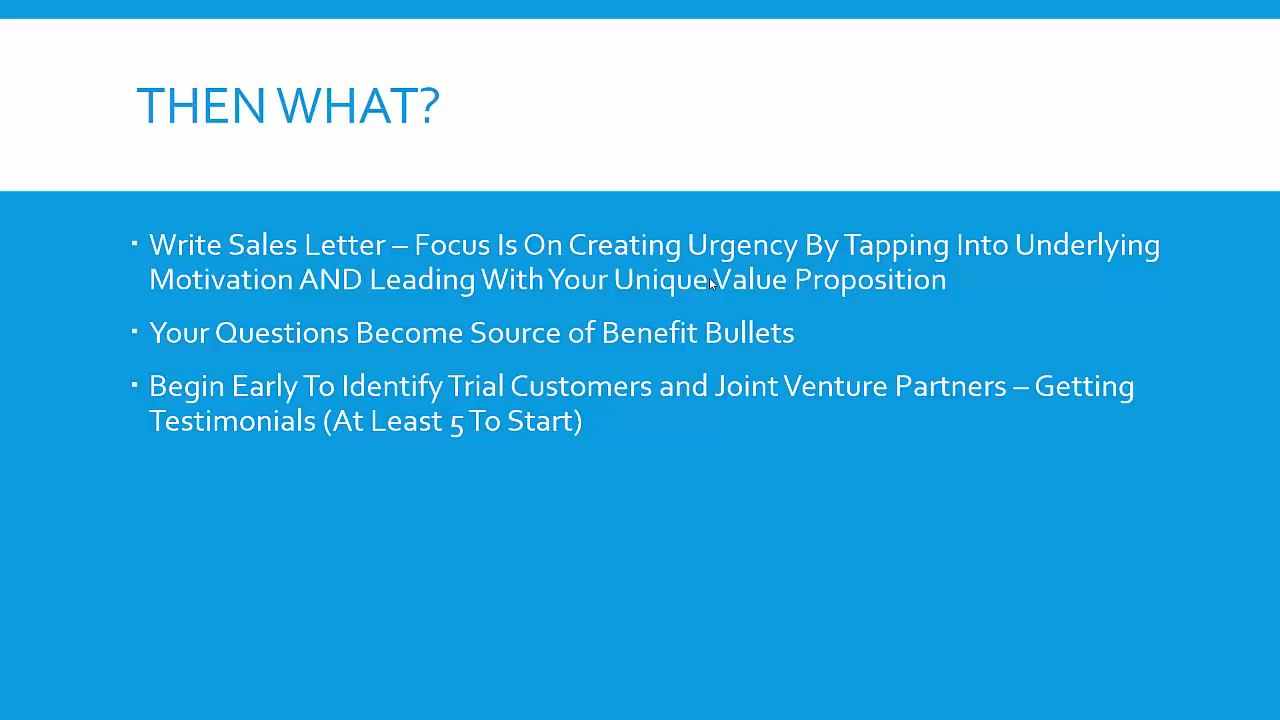 THEN WHAT?
▪ Write Sales Letter – Focus Is On Creating Urgency By Tapping Into Underlying
Motivation AND Leading With Your Unique Value Proposition
▪ Your Questions Become Source of Benefit Bullets
▪ Begin Early To Identify Trial Customers and Joint Venture Partners – Getting
Testimonials (At Least 5 To Start)